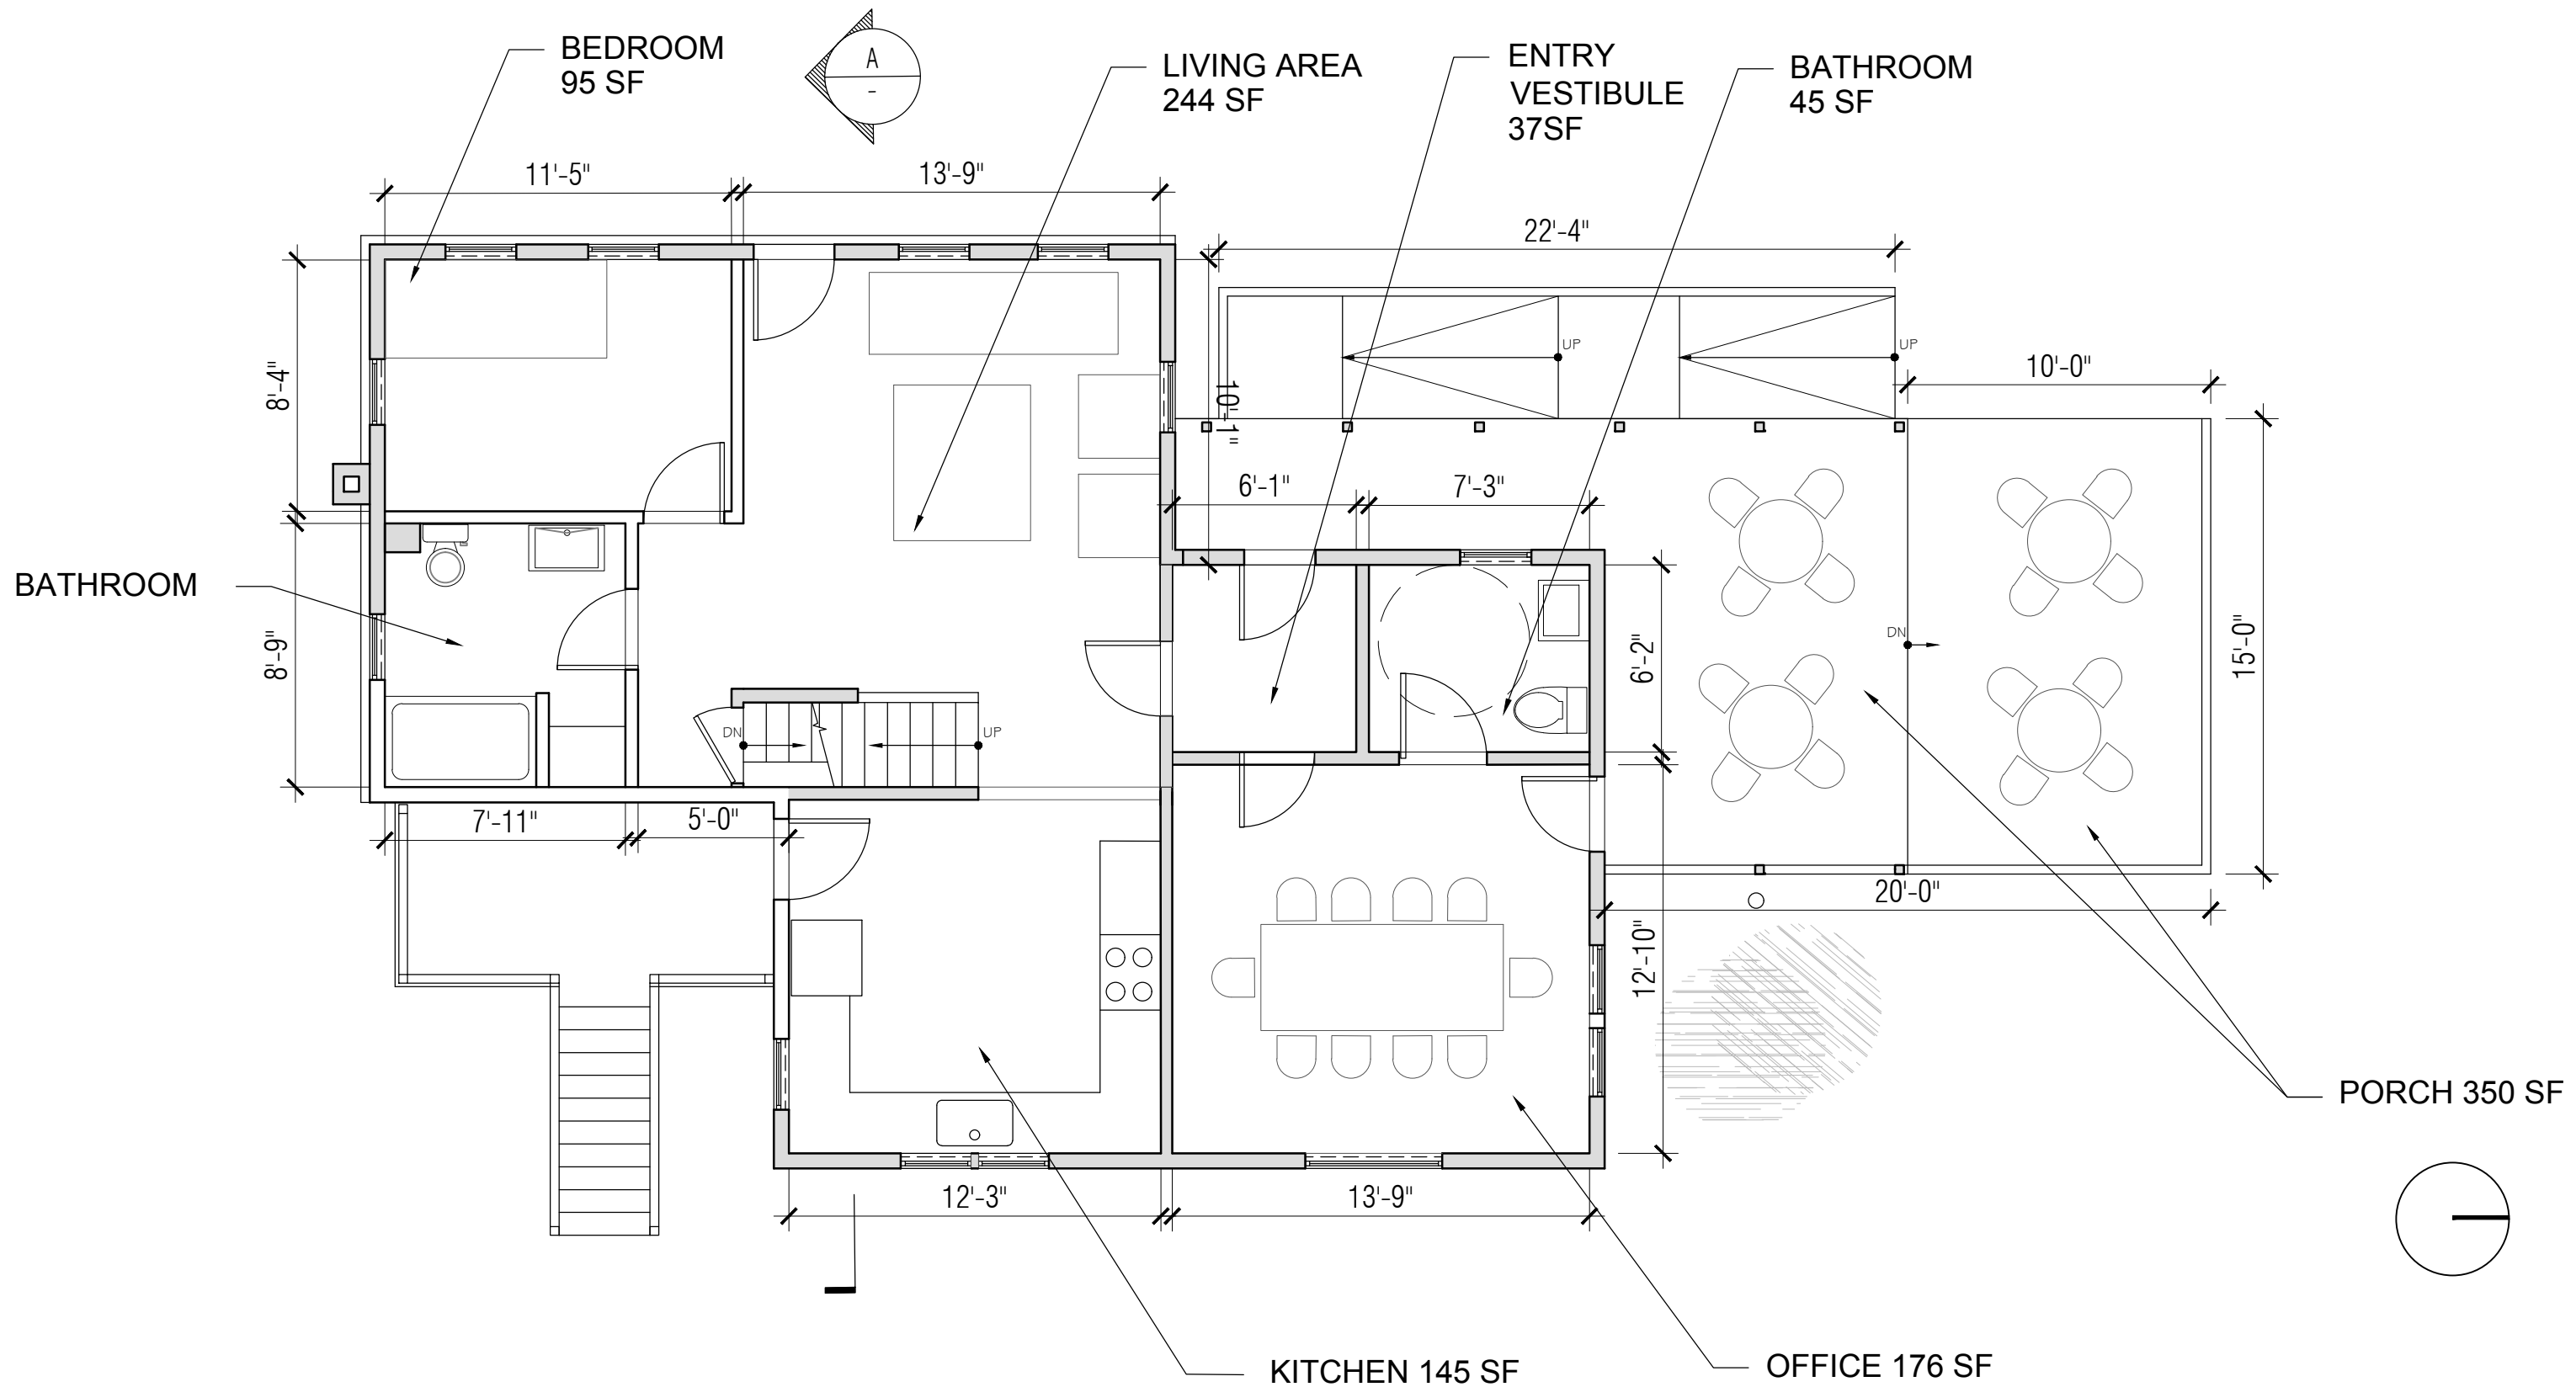 BEDROOM
95 SF
A
-
LIVING AREA
244 SF
ENTRY
VESTIBULE
37SF
BATHROOM
45 SF
11'-5"
13'-9"
22'-4"
UP
UP
10'-0"
8'-4"
10'-1"
6'-1"
7'-3"
BATHROOM
8'-9"
6'-2"
DN
15'-0"
DN
UP
7'-11"
5'-0"
20'-0"
12'-10"
PORCH 350 SF
12'-3"
13'-9"
KITCHEN 145 SF
OFFICE 176 SF